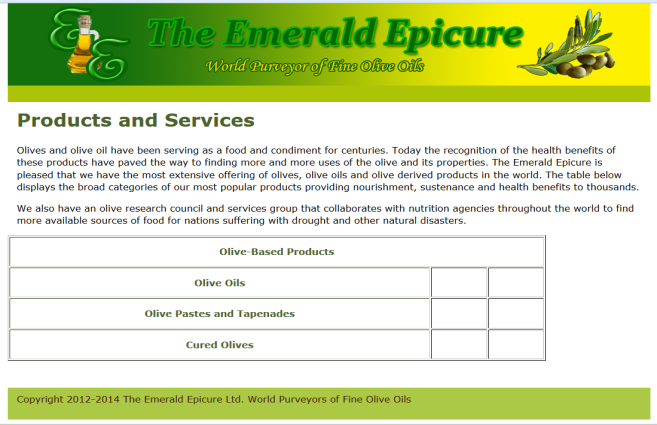 The Emerald Epicure
World Purveyor of Fine Olive Oils
Products and Services
Olives and olive oil have been serving as a food and condiment for centuries. Today the recognition of the health benefits of
these products have paved the way to finding more and more uses of the olive and its properties. The Emerald Epicure is
pleased that we have the most extensive offering of olives, olive oils and olive derived products in the world. The table below
displays the broad categories of our most popular products providing nourishment, sustenance and health benefits to thousands.
We also have an olive research council and services group that collaborates with nutrition agencies throughout the world to find
more available sources of food for nations suffering with drought and other natural disasters.
Olive-Based Products
Olive Oils
Olive Pastes and Tapenades
Cured Olives
Copyright 2012-2014 The Emerald Epicure Ltd. World Purveyors of Fine Olive Oils